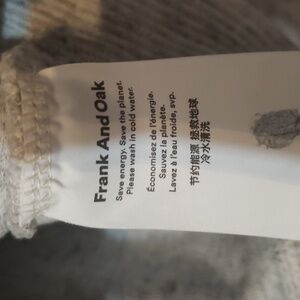 Frank And Oak
Save energy. Save the planet.
Please wash in cold water.
Économisez de l'énergie.
Sauvez la planète.
Lavez à l'eau froide, svp.
节约能源 拯救地球
冷水清洗